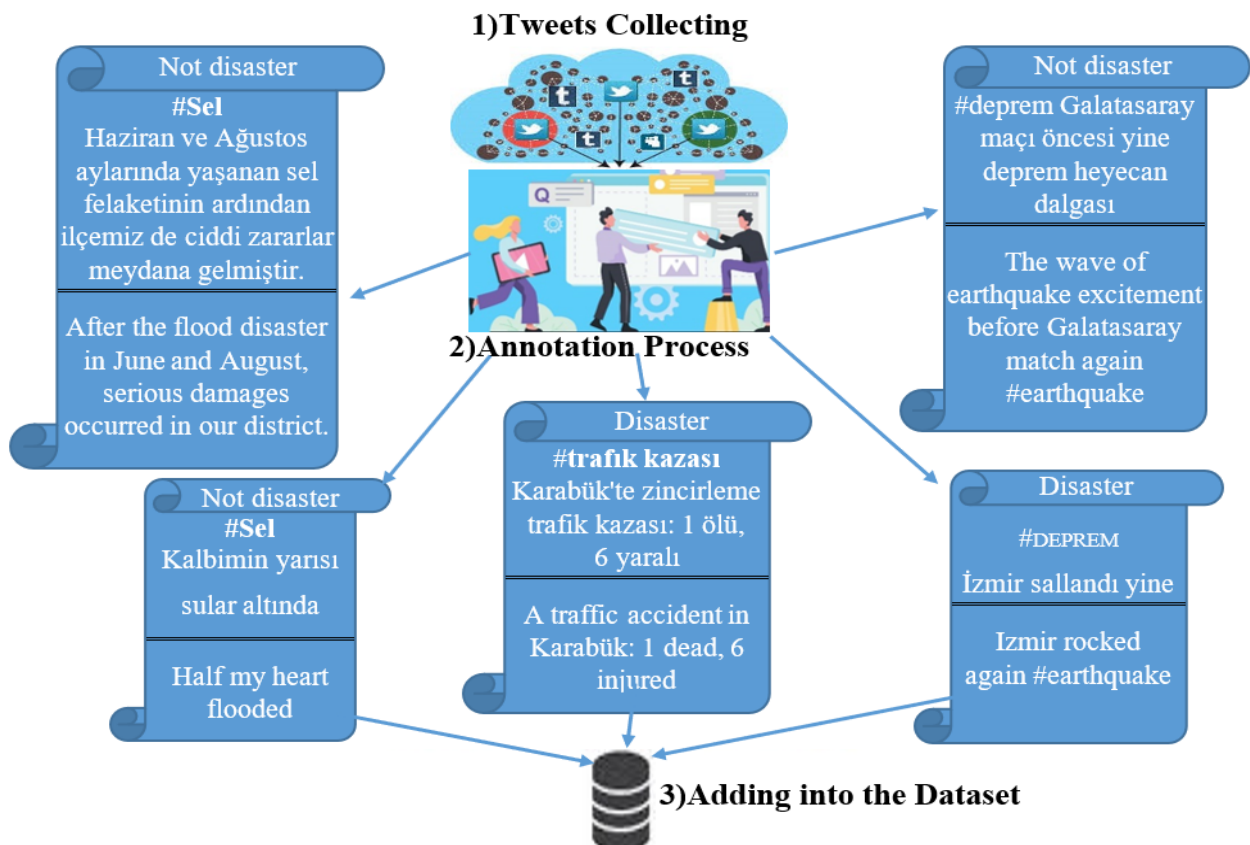 1)Tweets Collecting
Not disaster
#Sel
Haziran ve Ağustos
aylarında yaşanan sel
felaketinin ardından
ilçemiz de ciddi zararlar
meydana gelmiştir.
After the flood disaster
in June and August,
serious damages
occurred in our district.
Not disaster
#deprem Galatasaray
maçı öncesi yine
deprem heyecan
dalgası
The wave of
earthquake excitement
before Galatasaray
match again
#earthquake
t
t
t
Q
2)Annotation Process
Not disaster
#Sel
Kalbimin yarısı
sular altında
Half my heart
flooded
Disaster
#trafık kazası
Karabük'te zincirleme
trafik kazası: 1 ölü,
6 yaralı
A traffic accident in
Karabük: 1 dead, 6
injured
Disaster
#DEPREM
İzmir sallandı yine
Izmir rocked
again #earthquake
3)Adding into the Dataset